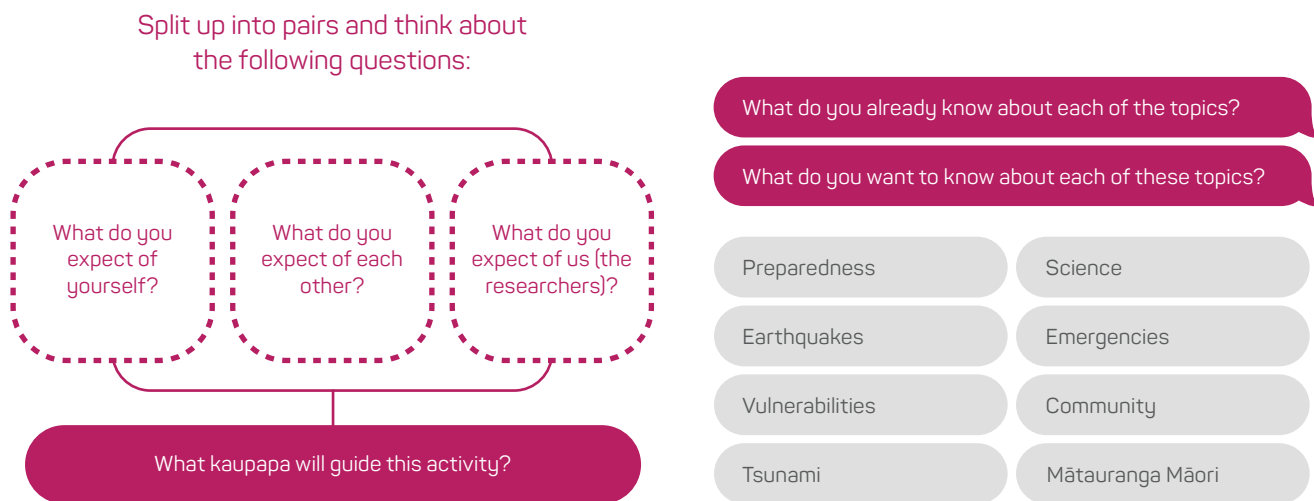 Split up into pairs and think about
the following questions:
What do you
expect of
yourself?
What do you
expect of each
other?
What do you
expect of us (the
researchers)?
What kaupapa will guide this activity?
What do you already know about each of the topics?
What do you want to know about each of these topics?
Preparedness
Science
Earthquakes
Emergencies
Vulnerabilities
Community
Tsunami
Mātauranga Māori